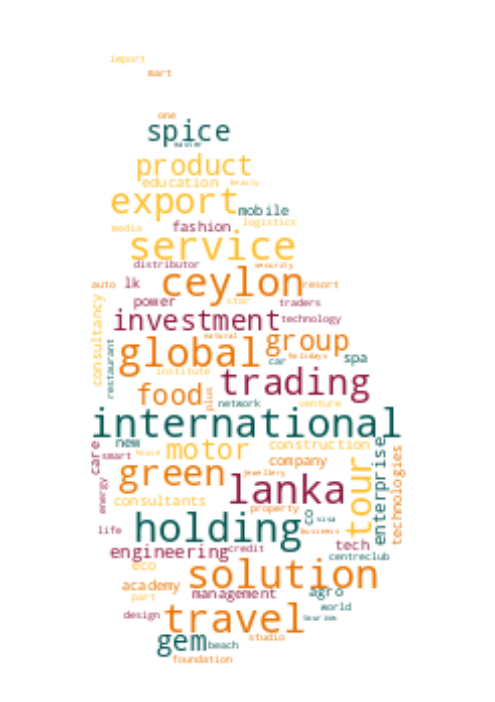 import
mart
one
spice
master
product
education beauty
export mobile
media fashion logistics
service
distributor security
auto lk ceylon resort
power star traders
consultancy
investment technology
natural
restaurant
global group
car holidays spa
institute
food plus trading
network venture
international
new motor construction
care smart house company
green jewellery
energy
lanka tour enterprise technologies
consultants property
holding visa
life business
engineering credit tech
centreclub
eco solution
academy management agro
part world
design travel tourism
gem beach studio
foundation